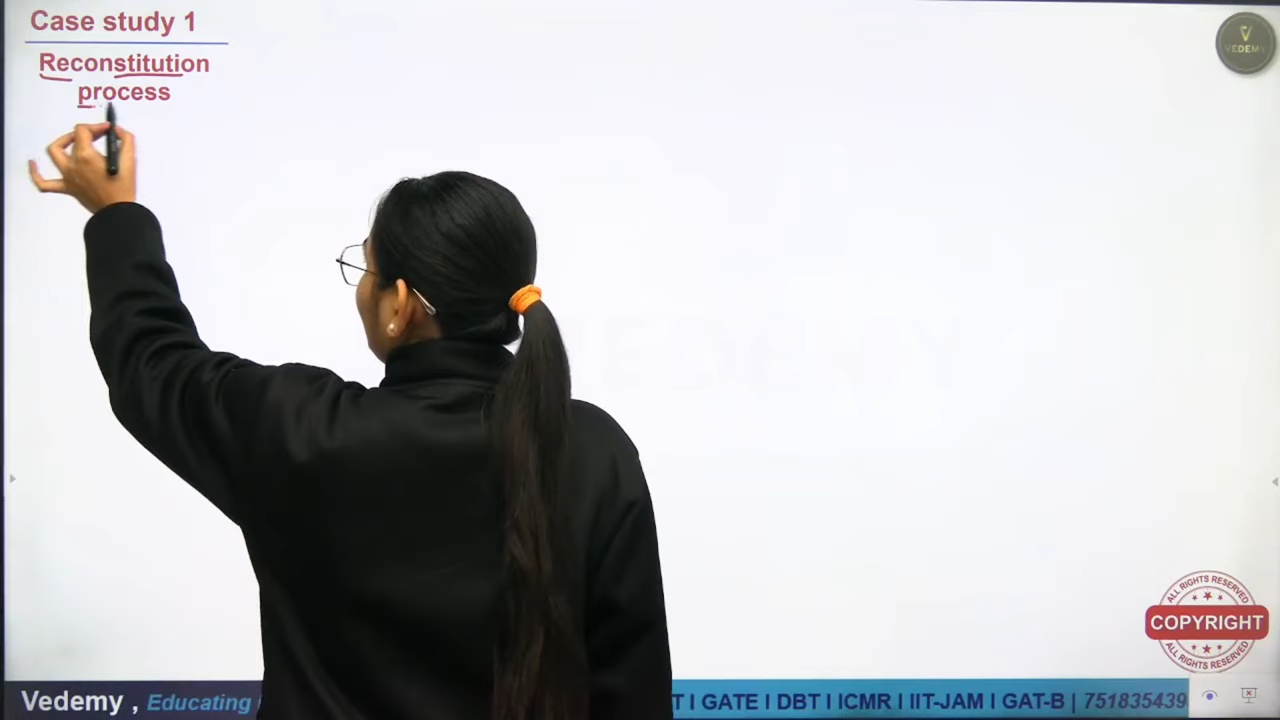 Case study 1
Reconstitution
process
VEDEMY
ALL RIGHTS RESERVED
COPYRIGHT
ALL RIGHTS RESERVED
Vedemy , Educating T I GATE I DBT I ICMR I IIT-JAM I GAT-B | 751835439